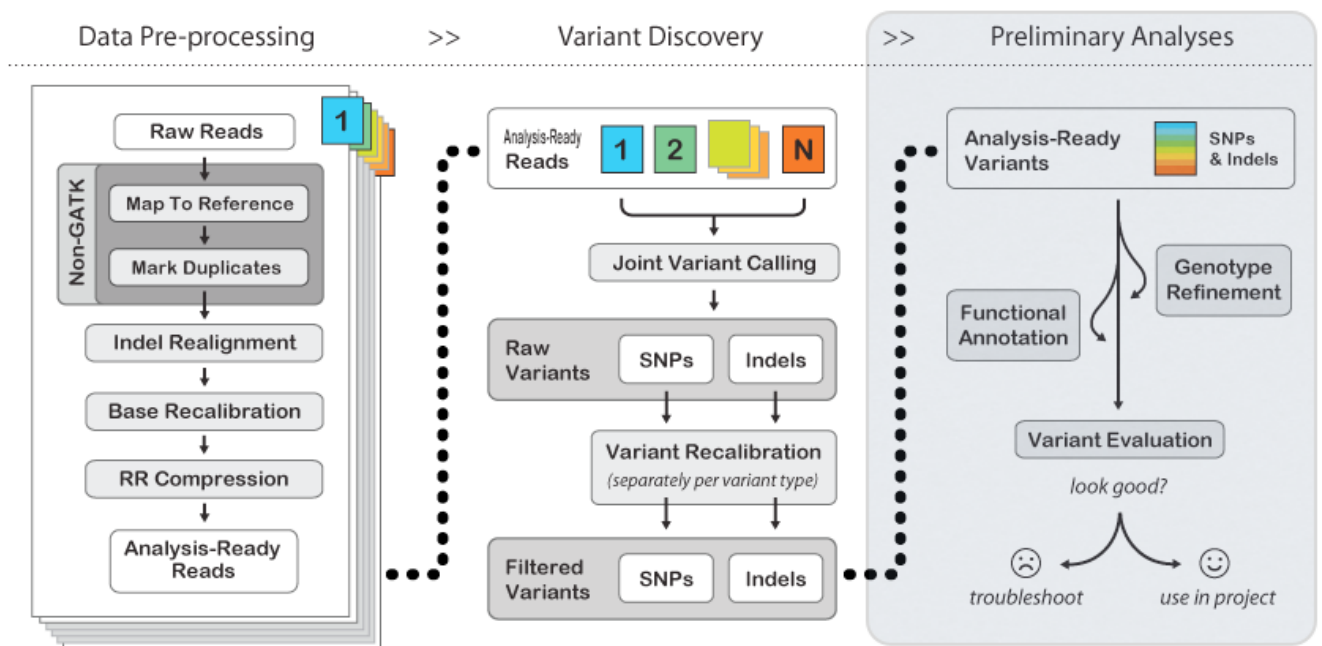 Data Pre-processing
>>
Variant Discovery
>>
Preliminary Analyses
Raw Reads
1
Non-GATK
Map To Reference
Mark Duplicates
Indel Realignment
Base Recalibration
RR Compression
Analysis-Ready
Reads
Analysis-Ready
Reads
1
2
N
Joint Variant Calling
Raw
Variants
SNPs
Indels
Variant Recalibration
(separately per variant type)
Filtered
Variants
SNPs
Indels
Analysis-Ready
Variants
SNPs
& Indels
Genotype
Refinement
Functional
Annotation
Variant Evaluation
look good?
troubleshoot
use in project